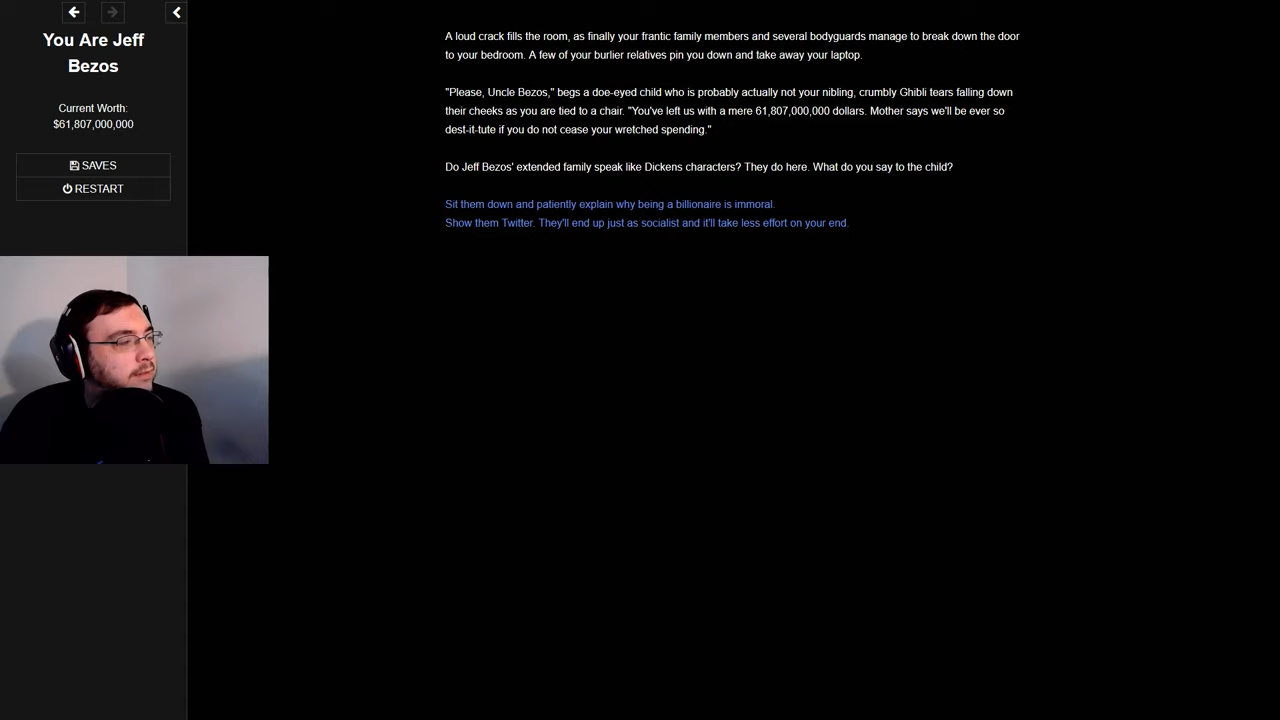 You Are Jeff
Bezos
Current Worth:
$61,807,000,000
SAVES
RESTART
A loud crack fills the room, as finally your frantic family members and several bodyguards manage to break down the door
to your bedroom. A few of your burlier relatives pin you down and take away your laptop.
"Please, Uncle Bezos," begs a doe-eyed child who is probably actually not your nibling, crumbly Ghibli tears falling down
their cheeks as you are tied to a chair. "You've left us with a mere 61,807,000,000 dollars. Mother says we'll be ever so
dest-it-tute if you do not cease your wretched spending."
Do Jeff Bezos' extended family speak like Dickens characters? They do here. What do you say to the child?
Sit them down and patiently explain why being a billionaire is immoral.
Show them Twitter. They'll end up just as socialist and it'll take less effort on your end.